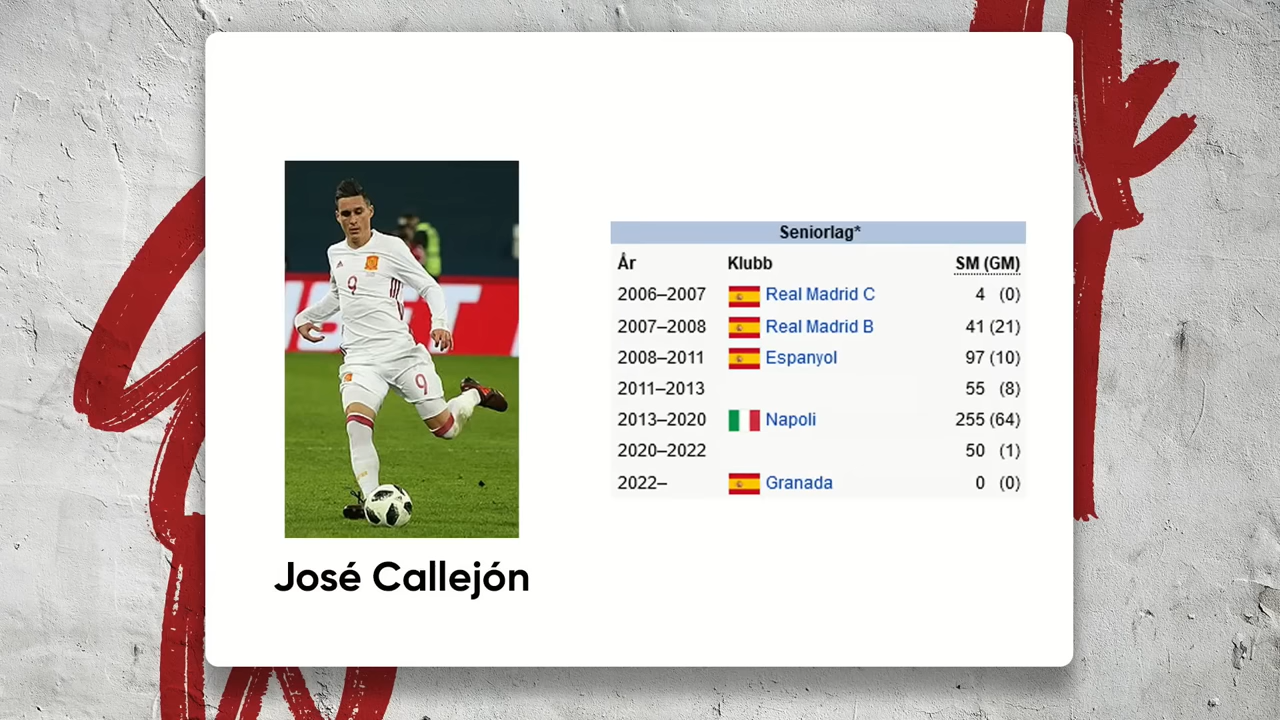 Seniorlag*
År Klubb SM (GM)
2006–2007 Real Madrid C 4 (0)
2007–2008 Real Madrid B 41 (21)
2008–2011 Espanyol 97 (10)
2011–2013 55 (8)
2013–2020 Napoli 255 (64)
2020–2022 50 (1)
2022– Granada 0 (0)
9
9
José Callejón